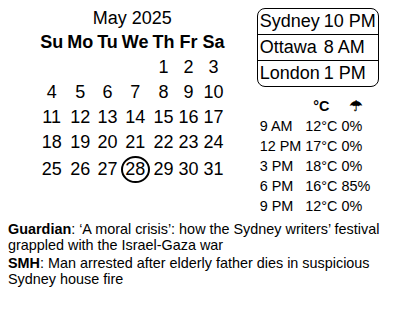 May 2025
Su Mo Tu We Th Fr Sa
1 2 3
4 5 6 7 8 9 10
11 12 13 14 15 16 17
18 19 20 21 22 23 24
25 26 27 28 29 30 31
Sydney 10 PM
Ottawa 8 AM
London 1 PM
°C ☂
9 AM 12°C 0%
12 PM 17°C 0%
3 PM 18°C 0%
6 PM 16°C 85%
9 PM 12°C 0%
Guardian: ‘A moral crisis’: how the Sydney writers’ festival
grappled with the Israel-Gaza war
SMH: Man arrested after elderly father dies in suspicious
Sydney house fire